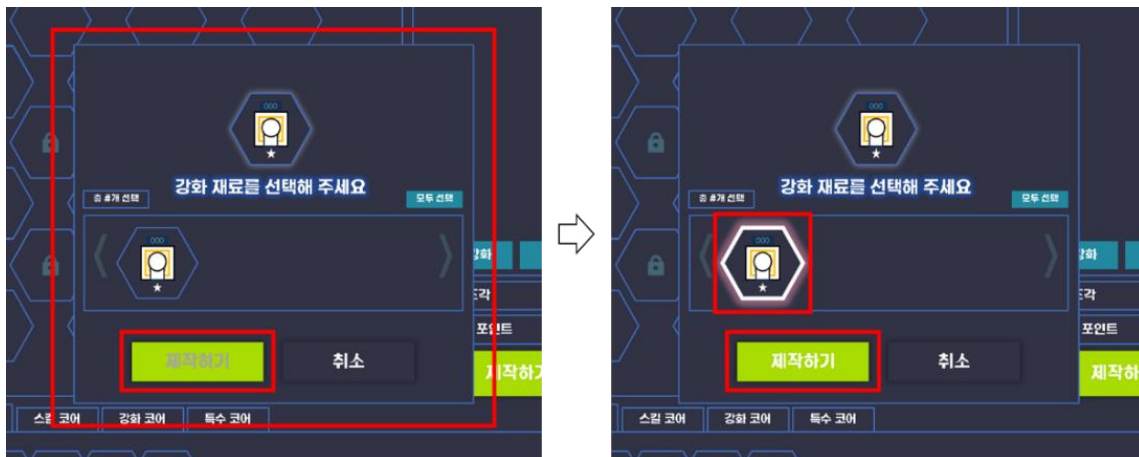 000
★
강화 재료를 선택해 주세요
총 #개 선택
모두 선택
000
★
강화
조각
포인트
제작하기
취소
제작하기
스킬 코어
강화 코어
특수 코어
000
★
강화 재료를 선택해 주세요
총 #개 선택
모두 선택
000
★
강화
조각
포인트
제작하기
취소
제작하
스킬 코어
강화 코어
특수 코어